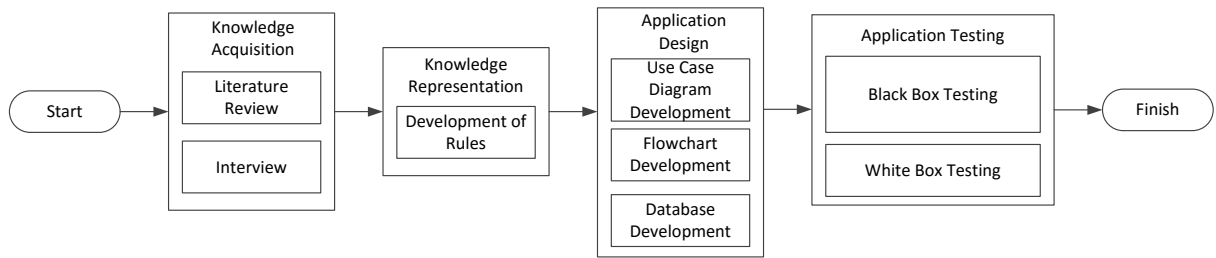 Start
Knowledge
Acquisition
Literature
Review
Interview
Knowledge
Representation
Development of
Rules
Application
Design
Use Case
Diagram
Development
Flowchart
Development
Database
Development
Application Testing
Black Box Testing
White Box Testing
Finish